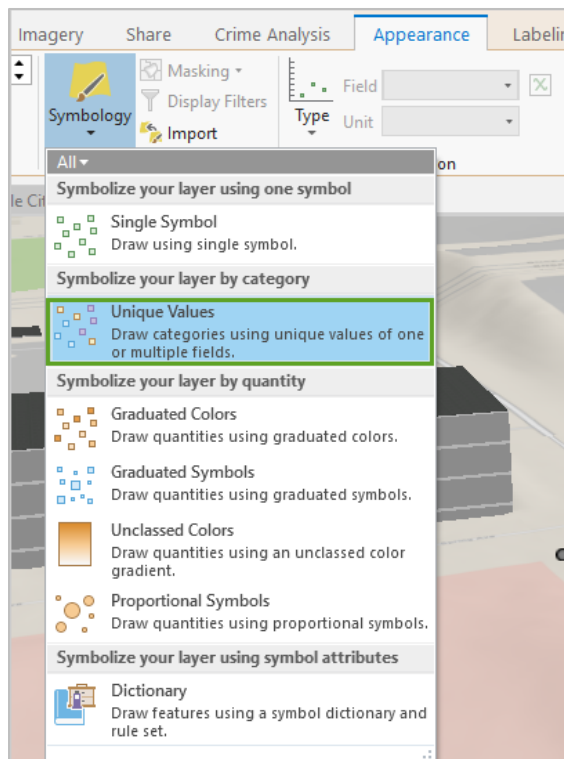 Imagery Share Crime Analysis Appearance Labelin
Masking
Display Filters
Symbology
Import
Type
Field
Unit
All
on
le Cit
Symbolize your layer using one symbol
Single Symbol
Draw using single symbol.
Symbolize your layer by category
Unique Values
Draw categories using unique values of one
or multiple fields.
Symbolize your layer by quantity
Graduated Colors
Draw quantities using graduated colors.
Graduated Symbols
Draw quantities using graduated symbols.
Unclassed Colors
Draw quantities using an unclassed color
gradient.
Proportional Symbols
Draw quantities using proportional symbols.
Symbolize your layer using symbol attributes
Dictionary
Draw features using a symbol dictionary and
rule set.